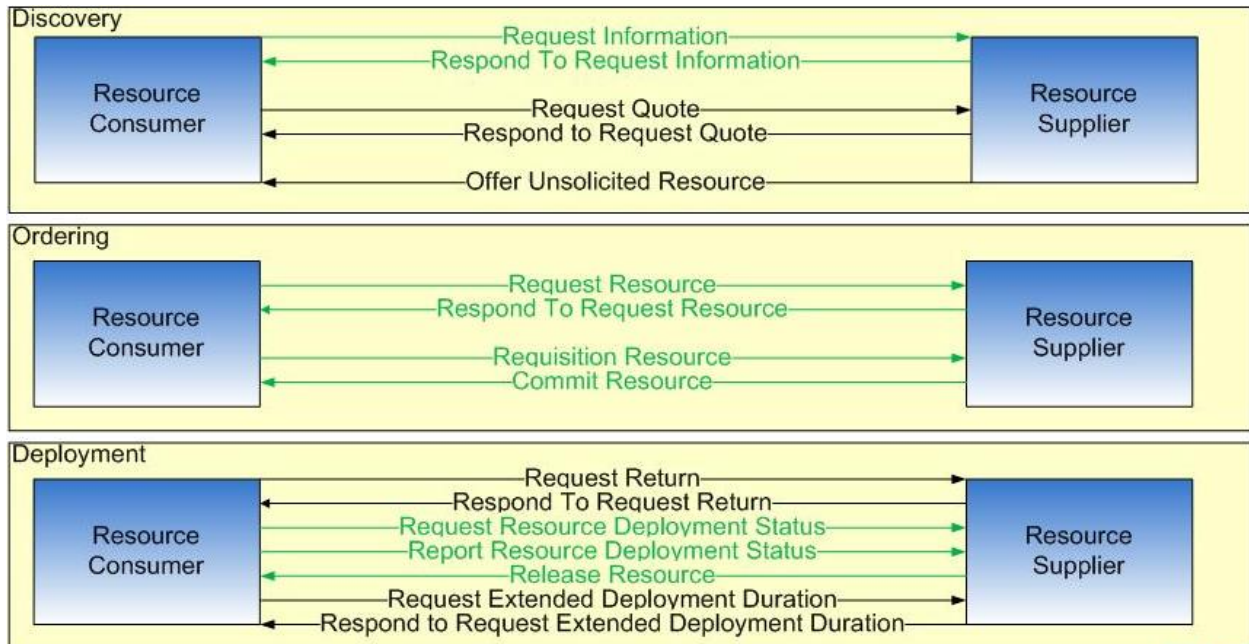 Discovery
Resource
Consumer
Request Information
Respond To Request Information
Request Quote
Respond to Request Quote
Offer Unsolicited Resource
Resource
Supplier
Ordering
Resource
Consumer
Request Resource
Respond To Request Resource
Requisition Resource
Commit Resource
Resource
Supplier
Deployment
Resource
Consumer
Request Return
Respond To Request Return
Request Resource Deployment Status
Report Resource Deployment Status
Release Resource
Request Extended Deployment Duration
Respond to Request Extended Deployment Duration
Resource
Supplier